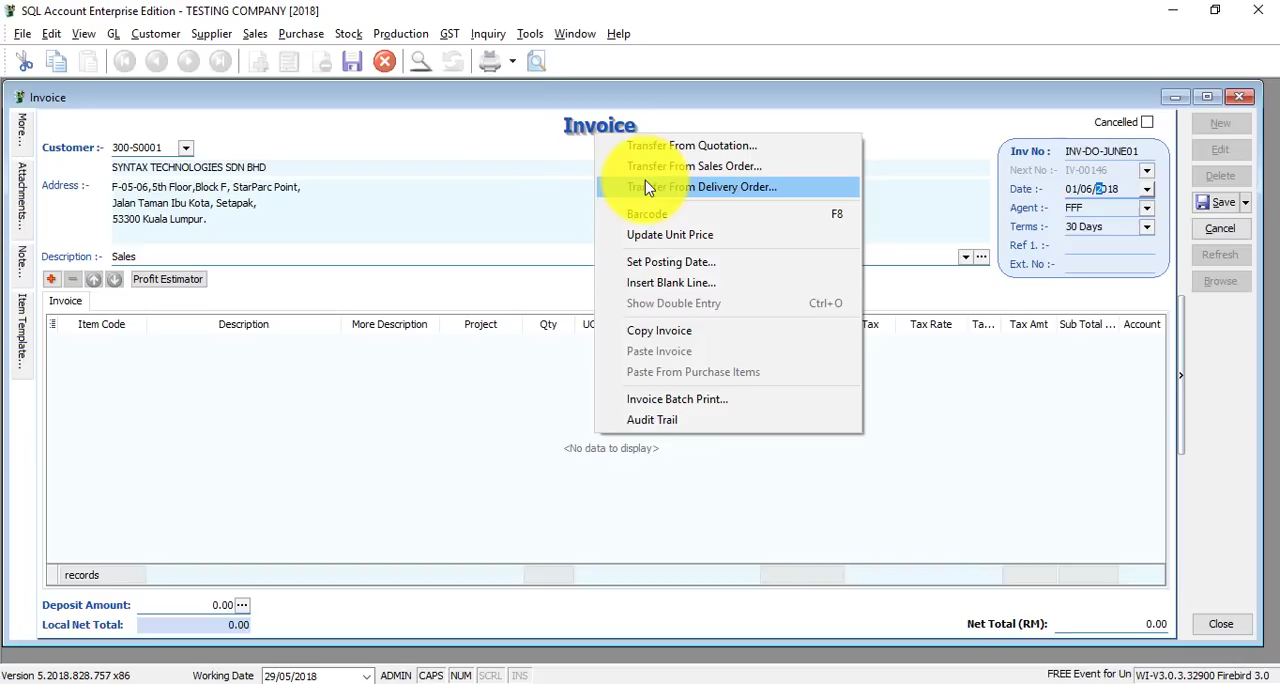 SQL Account Enterprise Edition - TESTING COMPANY [2018]
File Edit View GL Customer Supplier Sales Purchase Stock Production GST Inquiry Tools Window Help
Invoice
Invoice
Cancelled
New
Edit
Delete
Save
Cancel
Refresh
Browse
Close
More...
Attachments...
Note...
Item Template...
Customer :- 300-S0001
SYNTAX TECHNOLOGIES SDN BHD
Address :- F-05-06,5th Floor,Block F, StarParc Point,
Jalan Taman Ibu Kota, Setapak,
53300 Kuala Lumpur.
Description :- Sales
Inv No : INV-DO-JUNE01
Next No :- IV-00146
Date :- 01/06/2018
Agent :- FFF
Terms :- 30 Days
Ref 1. :-
Ext. No :-
Transfer From Quotation...
Transfer From Sales Order...
Transfer From Delivery Order...
Barcode F8
Update Unit Price
Set Posting Date...
Insert Blank Line...
Show Double Entry Ctrl+O
Copy Invoice
Paste Invoice
Paste From Purchase Items
Invoice Batch Print...
Audit Trail
Profit Estimator
Invoice
Item Code Description More Description Project Qty Tax Rate Ta... Tax Amt Sub Total ... Account
<No data to display>
records
Deposit Amount: 0.00
Local Net Total: 0.00
Net Total (RM): 0.00
Version 5.2018.828.757 x86 Working Date 29/05/2018 ADMIN CAPS NUM SCRL INS FREE Event for Un WI-V3.0.3.32900 Firebird 3.0